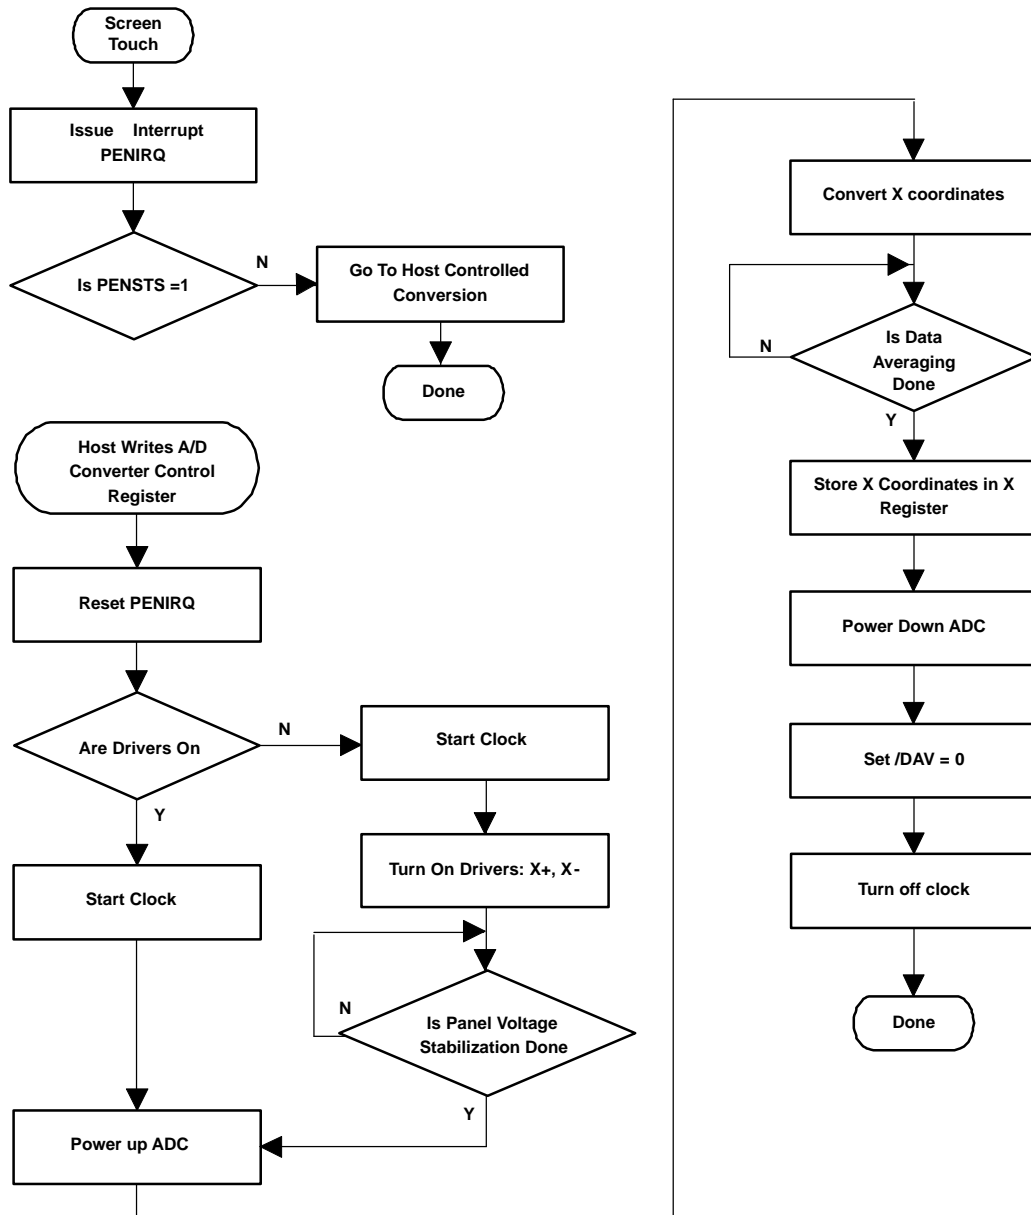 Screen
Touch
Issue Interrupt
PENIRQ
Is PENSTS =1
N
Go To Host Controlled
Conversion
Done
Host Writes A/D
Converter Control
Register
Reset PENIRQ
Are Drivers On
N
Start Clock
Y
Start Clock
Turn On Drivers: X+, X-
N
Is Panel Voltage
Stabilization Done
Y
Power up ADC
Convert X coordinates
N
Is Data
Averaging
Done
Y
Store X Coordinates in X
Register
Power Down ADC
Set /DAV = 0
Turn off clock
Done